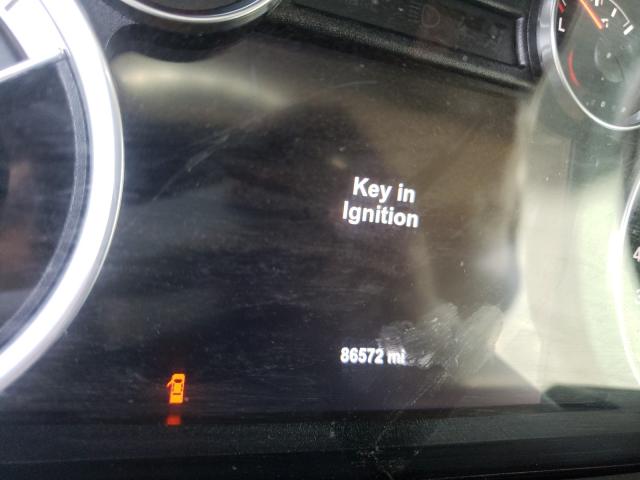 Key in
Ignition
86572 mi